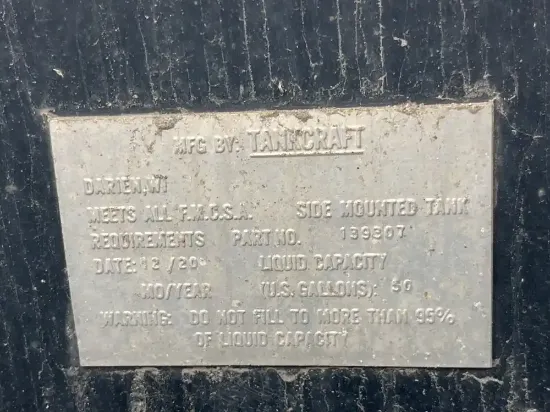 MFG BY: TANKCRAFT
DARIEN, WI
MEETS ALL F.M.C.S.A. SIDE MOUNTED TANK
REQUIREMENTS PART NO. 139307
DATE: 12 / 20 LIQUID CAPACITY
MO/YEAR (U.S. GALLONS): 50
WARNING: DO NOT FILL TO MORE THAN 95%
OF LIQUID CAPACITY